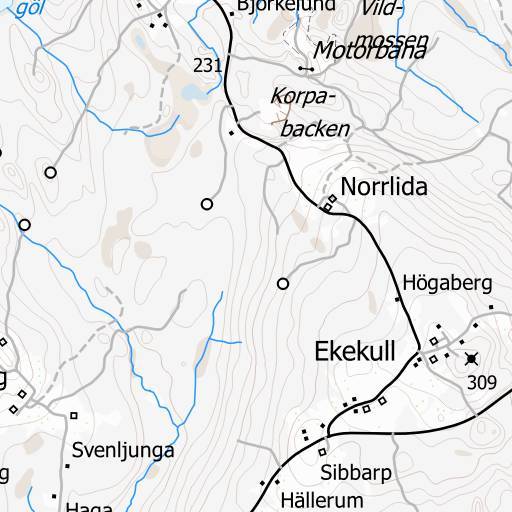 göl
Björkelund
Vild-
mossen
Motorbana
231
Korpa-
backen
Norrlida
Högaberg
Ekekull
309
Svenljunga
Sibbarp
Haga
Hällerum